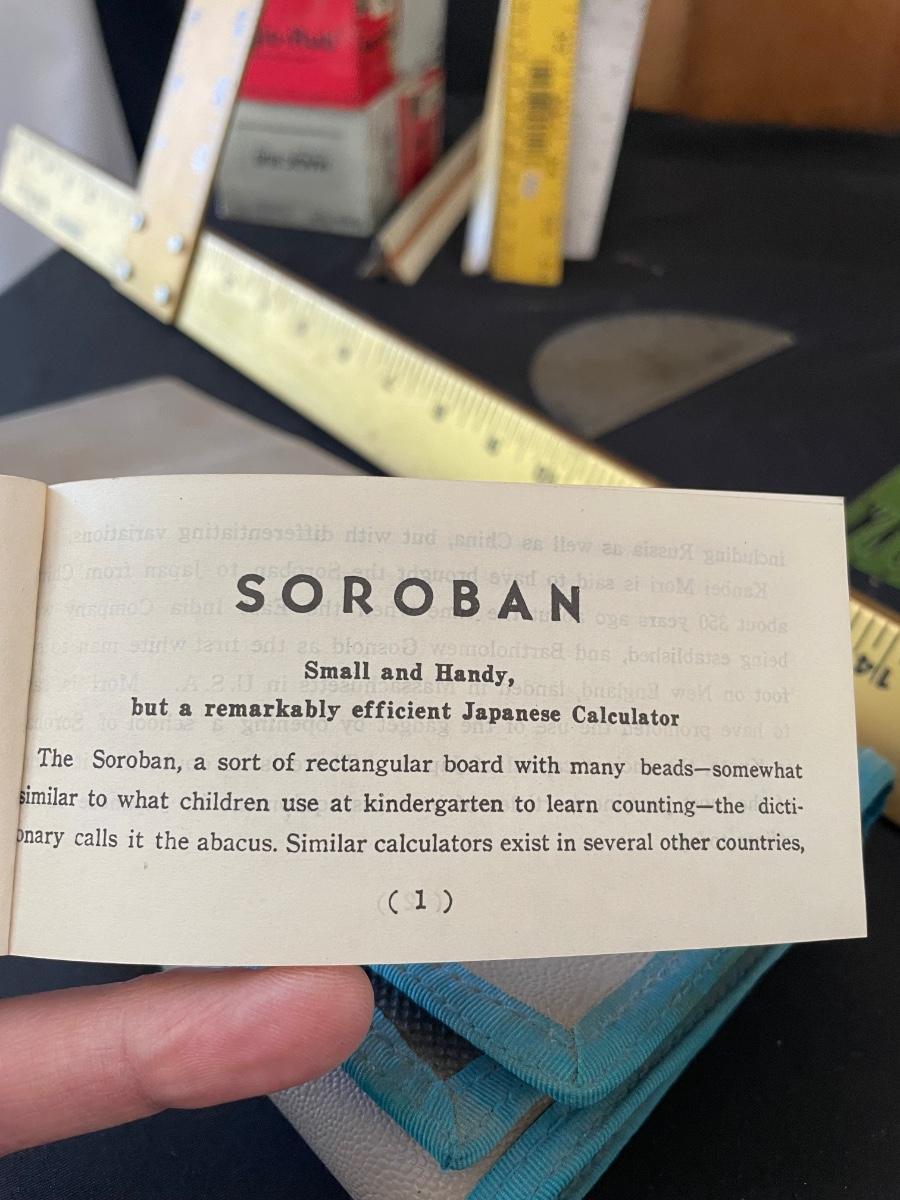 SOROBAN
Small and Handy,
but a remarkably efficient Japanese Calculator
The Soroban, a sort of rectangular board with many beads—somewhat
similar to what children use at kindergarten to learn counting—the dicti-
onary calls it the abacus. Similar calculators exist in several other countries,
( 1 )
14